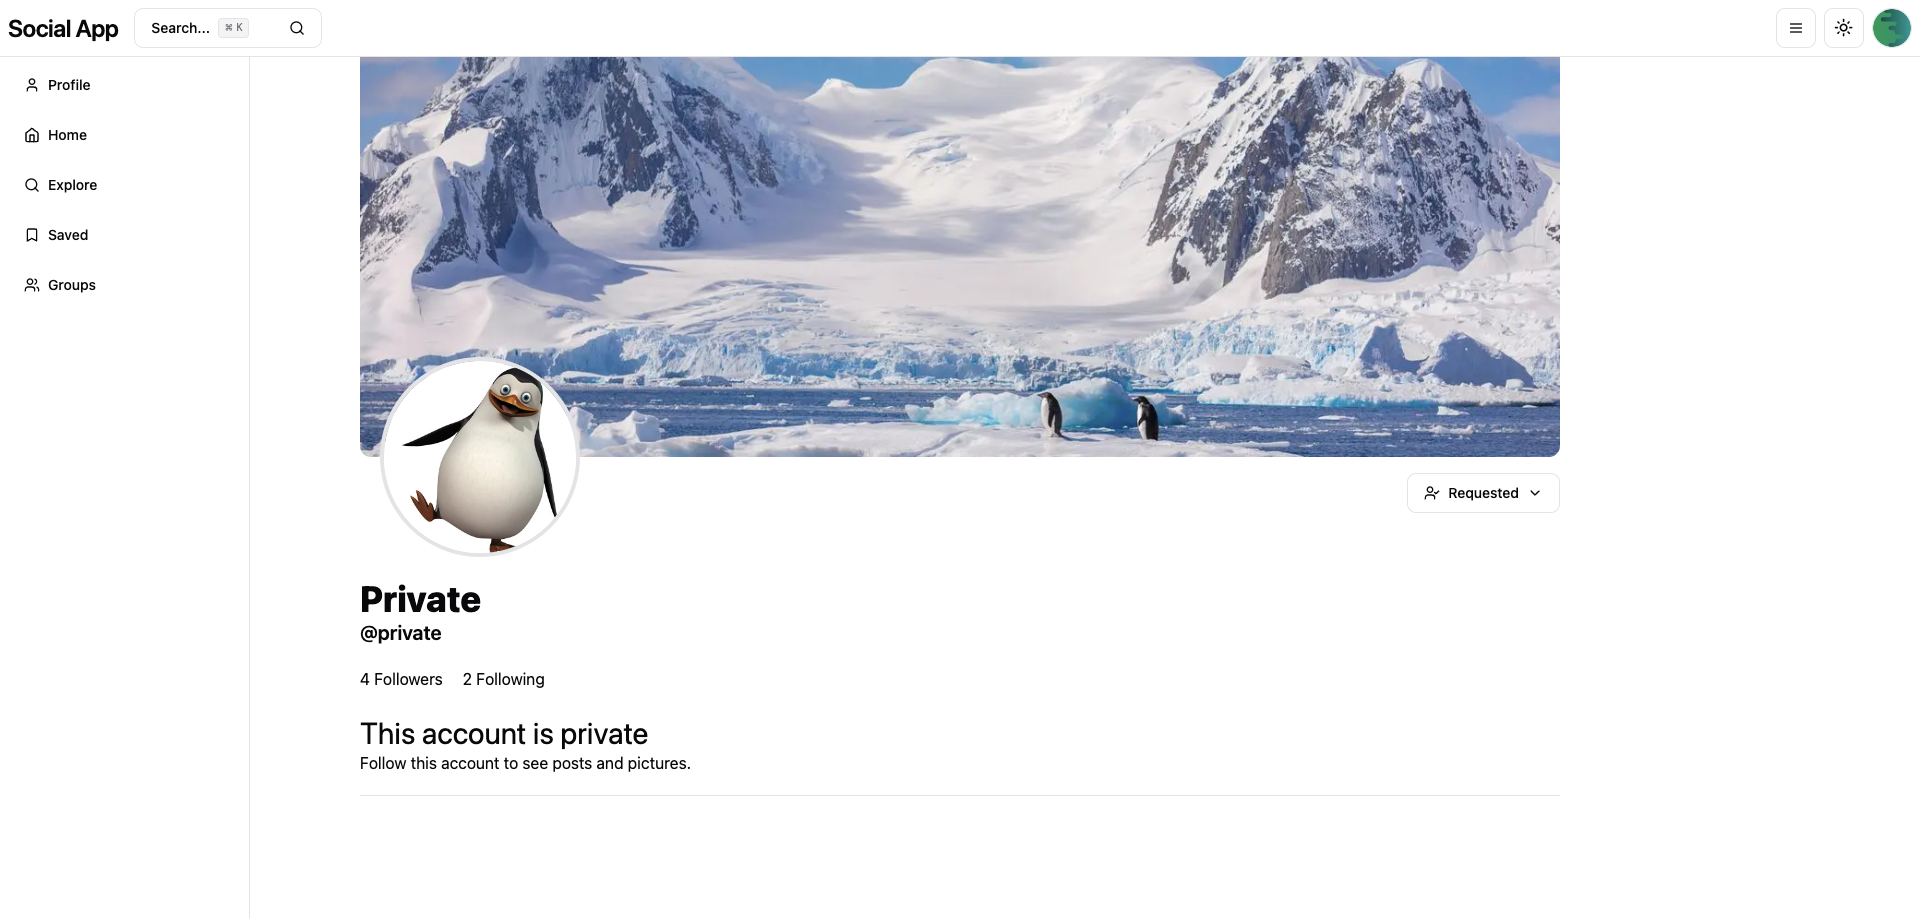 Social App
Search... ⌘ K
Profile
Home
Explore
Saved
Groups
Requested
Private
@private
4 Followers 2 Following
This account is private
Follow this account to see posts and pictures.